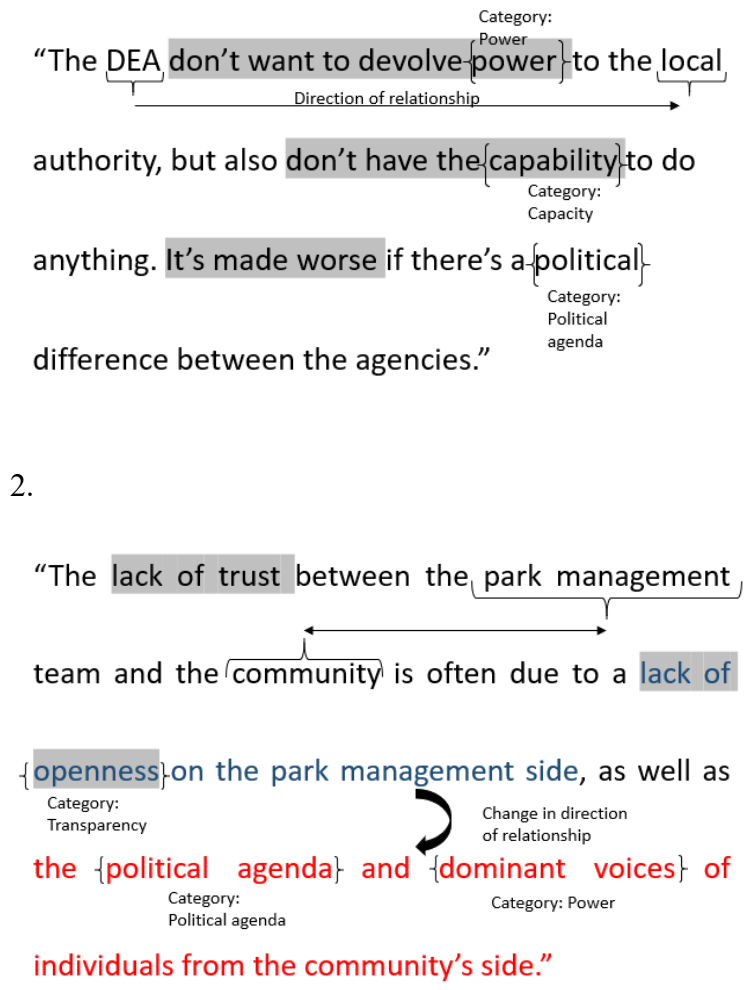 Category:
Power
“The DEA don’t want to devolve {power} to the local
Direction of relationship
authority, but also don’t have the {capability} to do
Category:
Capacity
anything. It’s made worse if there’s a {political}
Category:
Political
agenda
difference between the agencies.”
2.
“The lack of trust between the park management
team and the community is often due to a lack of
{openness} on the park management side, as well as
Category:
Transparency
Change in direction
of relationship
the {political agenda} and {dominant voices} of
Category:
Political agenda
Category: Power
individuals from the community’s side.”